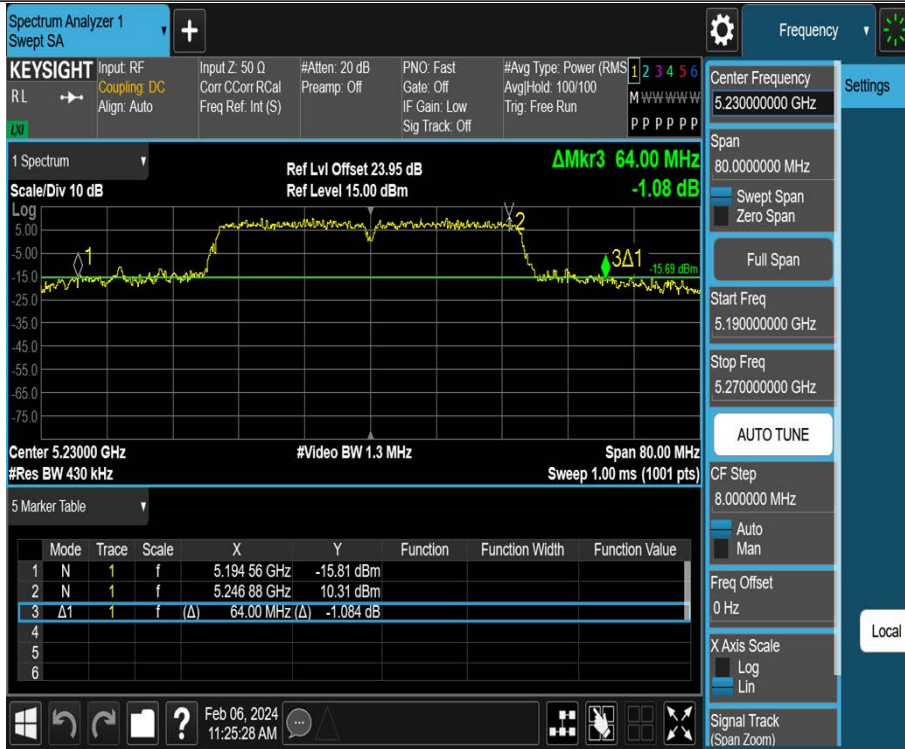 Spectrum Analyzer 1
Swept SA
+
Frequency
KEYSIGHT
RL
LXI
Input: RF
Coupling: DC
Align: Auto
Input Z: 50 Ω
Corr CCorr RCal
Freq Ref: Int (S)
#Atten: 20 dB
Preamp: Off
PNO: Fast
Gate: Off
IF Gain: Low
Sig Track: Off
#Avg Type: Power (RMS
Avg|Hold: 100/100
Trig: Free Run
1 2 3 4 5 6
M W W W W W
P P P P P P
1 Spectrum
Scale/Div 10 dB
Ref Lvl Offset 23.95 dB
Ref Level 15.00 dBm
ΔMkr3 64.00 MHz
-1.08 dB
Log
5.00
-5.00
-15.0
-25.0
-35.0
-45.0
-55.0
-65.0
-75.0
1
2
3Δ1
-15.69 dBm
Center 5.23000 GHz
#Video BW 1.3 MHz
Span 80.00 MHz
#Res BW 430 kHz
Sweep 1.00 ms (1001 pts)
5 Marker Table
Mode Trace Scale X Y Function Function Width Function Value
1 N 1 f 5.194 56 GHz -15.81 dBm
2 N 1 f 5.246 88 GHz 10.31 dBm
3 Δ1 1 f (Δ) 64.00 MHz (Δ) -1.084 dB
4
5
6
?
Feb 06, 2024
11:25:28 AM
Settings
Center Frequency
5.230000000 GHz
Span
80.0000000 MHz
Swept Span
Zero Span
Full Span
Start Freq
5.190000000 GHz
Stop Freq
5.270000000 GHz
AUTO TUNE
CF Step
8.000000 MHz
Auto
Man
Freq Offset
0 Hz
X Axis Scale
Log
Lin
Signal Track
(Span Zoom)
Local